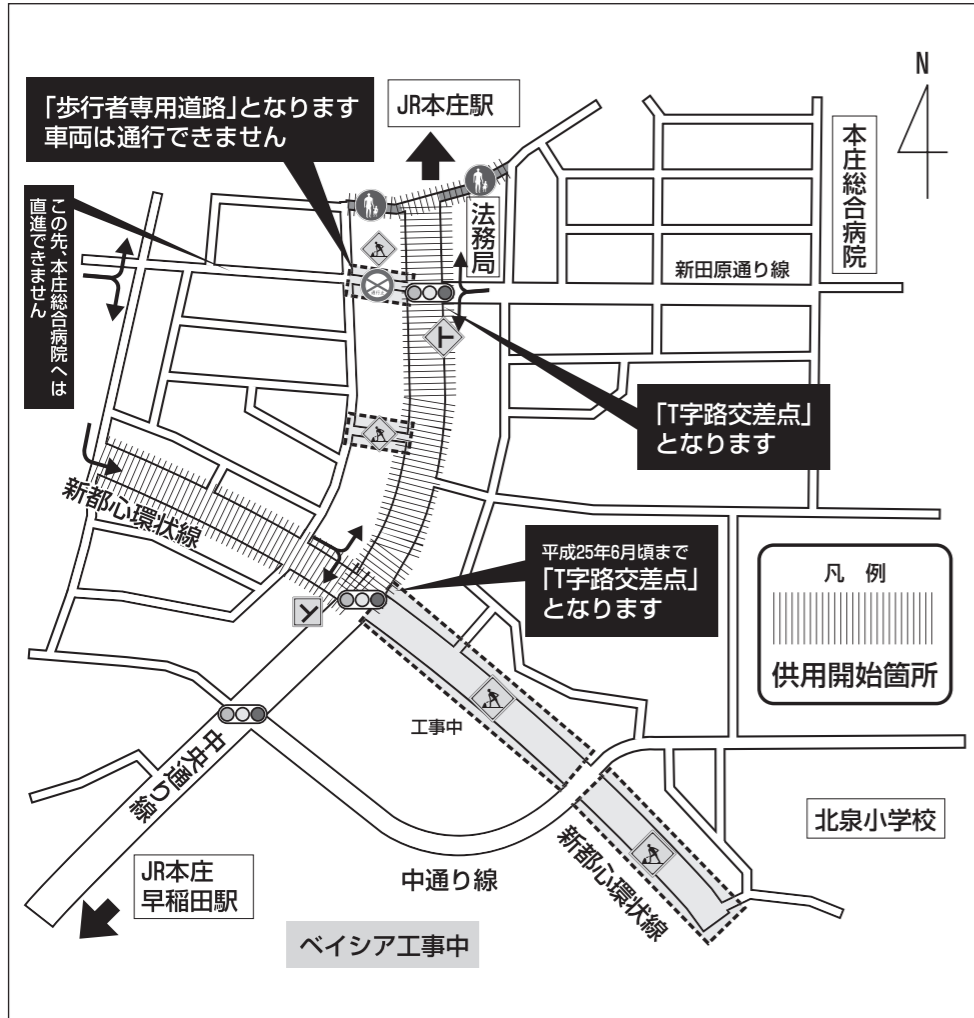 N
「歩行者専用道路」となります
車両は通行できません
JR本庄駅
本庄総合病院
法務局
この先、本庄総合病院へは
直進できません
新田原通り線
「T字路交差点」
となります
新都心環状線
平成25年6月頃まで
「T字路交差点」
となります
凡 例
供用開始箇所
工事中
中央通り線
北泉小学校
JR本庄
早稲田駅
中通り線
新都心環状線
ベイシア工事中